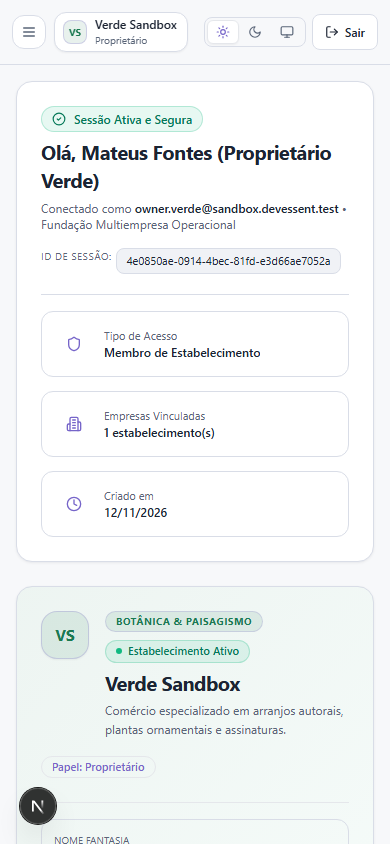 VS
Verde Sandbox
Proprietário
Sair
Sessão Ativa e Segura
Olá, Mateus Fontes (Proprietário
Verde)
Conectado como owner.verde@sandbox.devessent.test •
Fundação Multiempresa Operacional
ID DE SESSÃO: 4e0850ae-0914-4bec-81fd-e3d66ae7052a
Tipo de Acesso
Membro de Estabelecimento
Empresas Vinculadas
1 estabelecimento(s)
Criado em
12/11/2026
VS
BOTÂNICA & PAISAGISMO
Estabelecimento Ativo
Verde Sandbox
Comércio especializado em arranjos autorais,
plantas ornamentais e assinaturas.
Papel: Proprietário
N
NOME FANTASIA